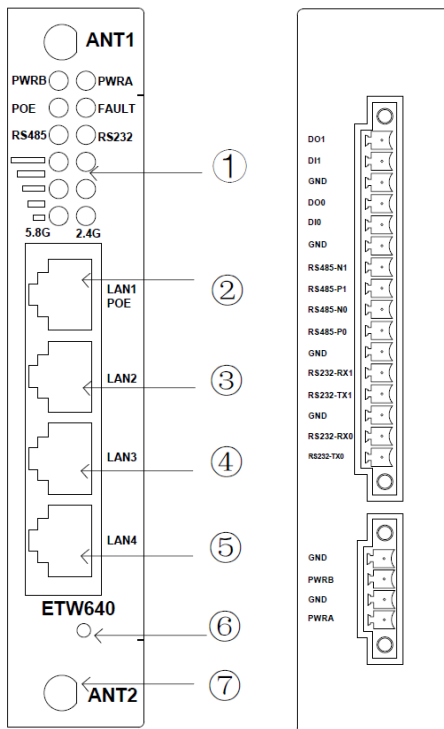 ANT1
PWRB PWRA
POE FAULT
RS485 RS232
①
5.8G 2.4G
LAN1
POE
②
LAN2
③
LAN3
④
LAN4
⑤
ETW640
⑥
⑦
ANT2
DO1
DI1
GND
DO0
DI0
GND
RS485-N1
RS485-P1
RS485-N0
RS485-P0
GND
RS232-RX1
RS232-TX1
GND
RS232-RX0
RS232-TX0
GND
PWRB
GND
PWRA